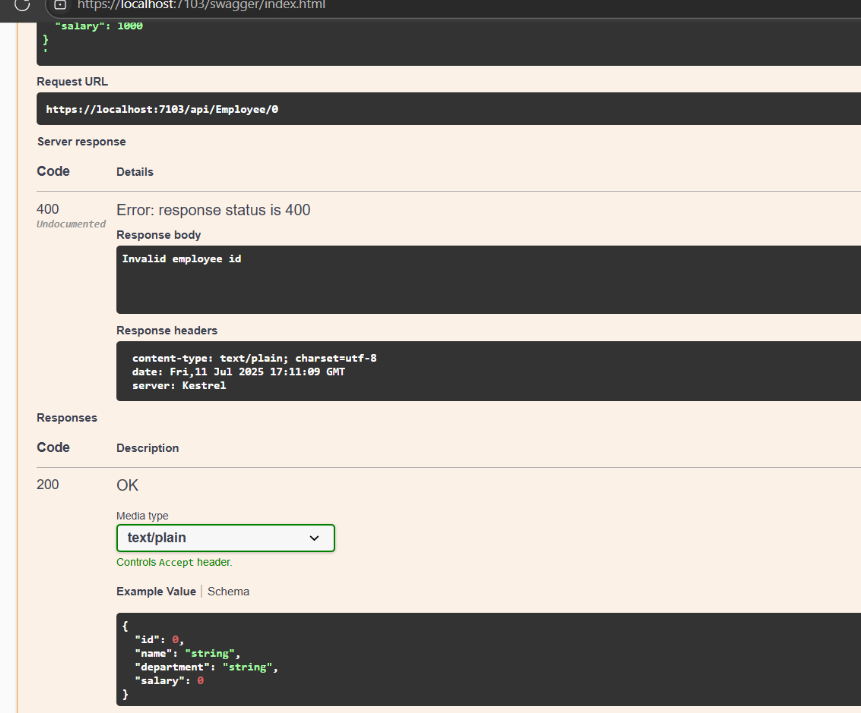 https://localhost:7103/swagger/index.html
"salary": 1000
}
'
Request URL
https://localhost:7103/api/Employee/0
Server response
Code Details
400 Error: response status is 400
Undocumented
Response body
Invalid employee id
Response headers
content-type: text/plain; charset=utf-8
date: Fri,11 Jul 2025 17:11:09 GMT
server: Kestrel
Responses
Code Description
200 OK
Media type
text/plain
Controls Accept header.
Example Value | Schema
{
"id": 0,
"name": "string",
"department": "string",
"salary": 0
}